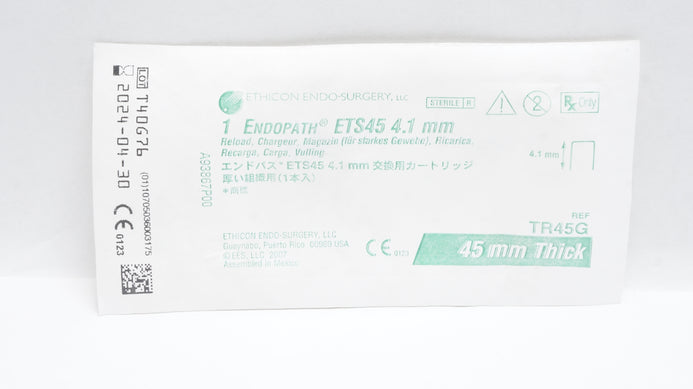 LOT T40G76
2024-04-30
(01)10705036003175
CE 0123
ETHICON ENDO-SURGERY, LLC
STERILE R
2
Rx Only
1 ENDOPATH® ETS45 4.1 mm
Reload, Chargeur, Magazin (für starkes Gewebe), Ricarica,
Recarga, Carga, Vulling
エンドパス* ETS45 4.1 mm 交換用カートリッジ
厚い組織用(1本入)
*商標
4.1 mm
A93867P00
REF
TR45G
45 mm Thick
ETHICON ENDO-SURGERY, LLC
Guaynabo, Puerto Rico 00969 USA
© EES, LLC 2007
Assembled in Mexico
CE 0123